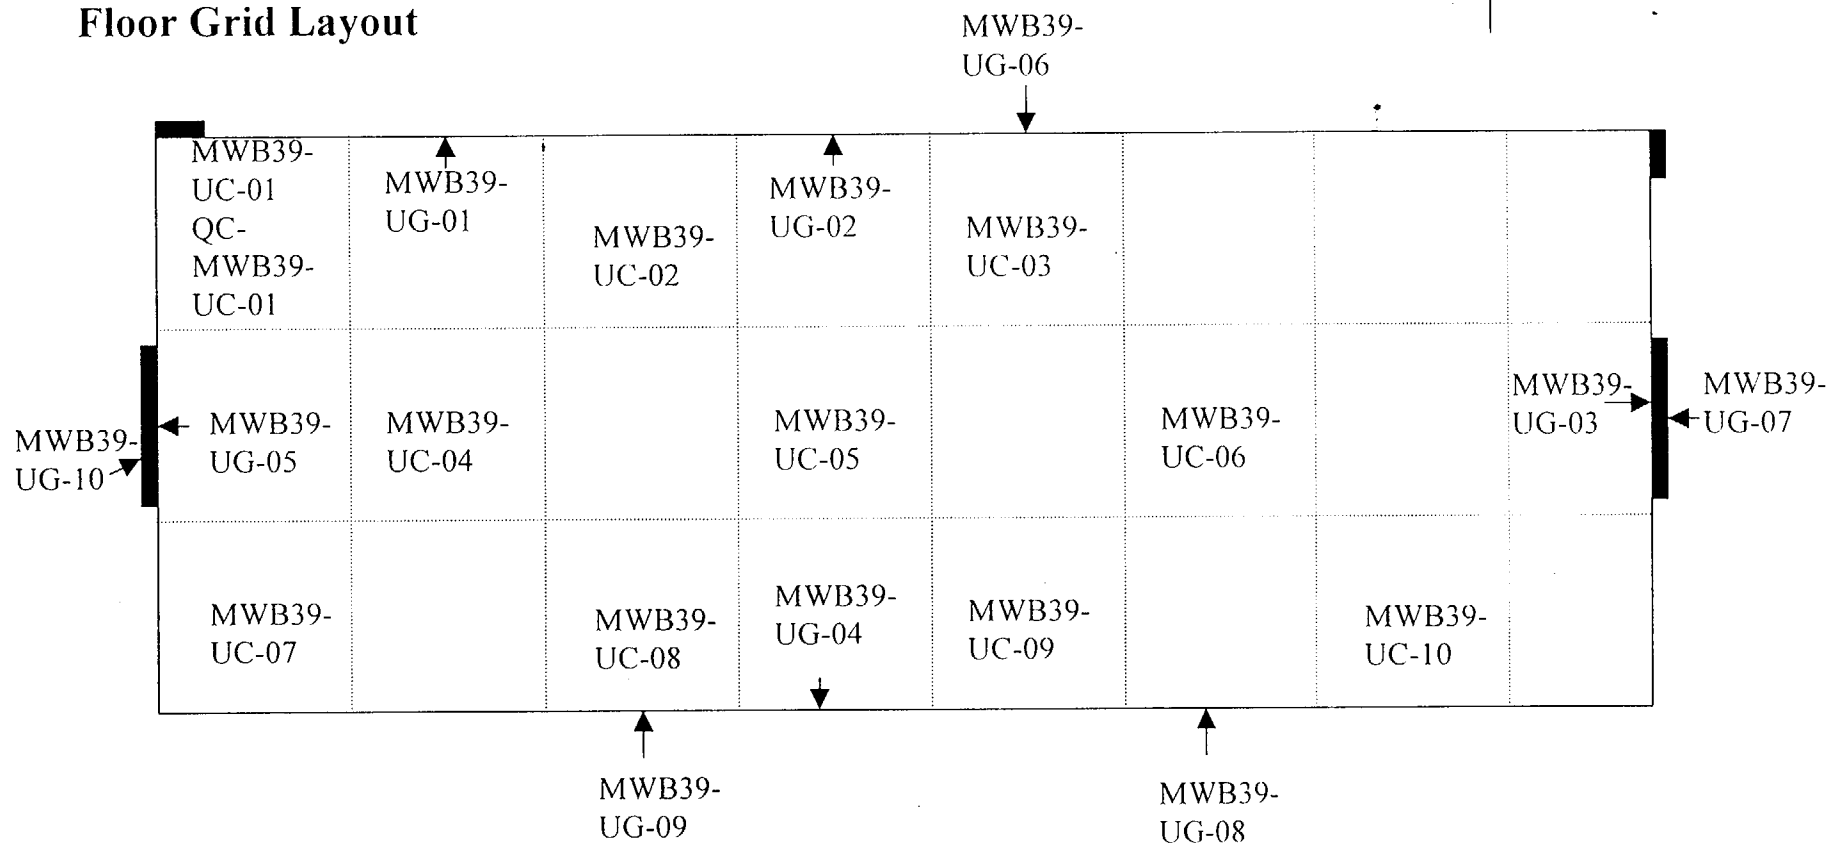 Floor Grid Layout
MWB39-
UG-06
MWB39-
UC-01
QC-
MWB39-
UC-01
MWB39-
UG-01
MWB39-
UC-02
MWB39-
UG-02
MWB39-
UC-03
MWB39-
UG-10
MWB39-
UG-05
MWB39-
UC-04
MWB39-
UC-05
MWB39-
UC-06
MWB39-
UG-03
MWB39-
UG-07
MWB39-
UC-07
MWB39-
UC-08
MWB39-
UG-04
MWB39-
UC-09
MWB39-
UC-10
MWB39-
UG-09
MWB39-
UG-08